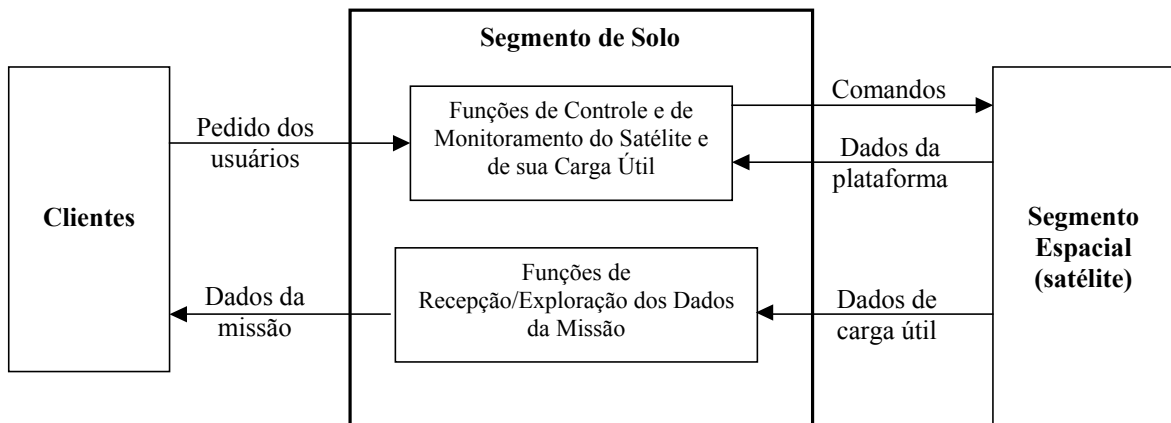 Segmento de Solo
Clientes
Pedido dos
usuários
Funções de Controle e de
Monitoramento do Satélite e
de sua Carga Útil
Comandos
Dados da
plataforma
Segmento
Espacial
(satélite)
Dados da
missão
Funções de
Recepção/Exploração dos Dados
da Missão
Dados de
carga útil